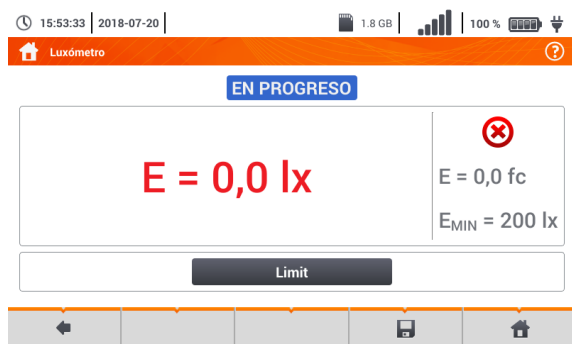 15:53:33 2018-07-20 1.8 GB 100 %
Luxómetro ?
EN PROGRESO
E = 0,0 lx
E = 0,0 fc
EMIN = 200 lx
Limit